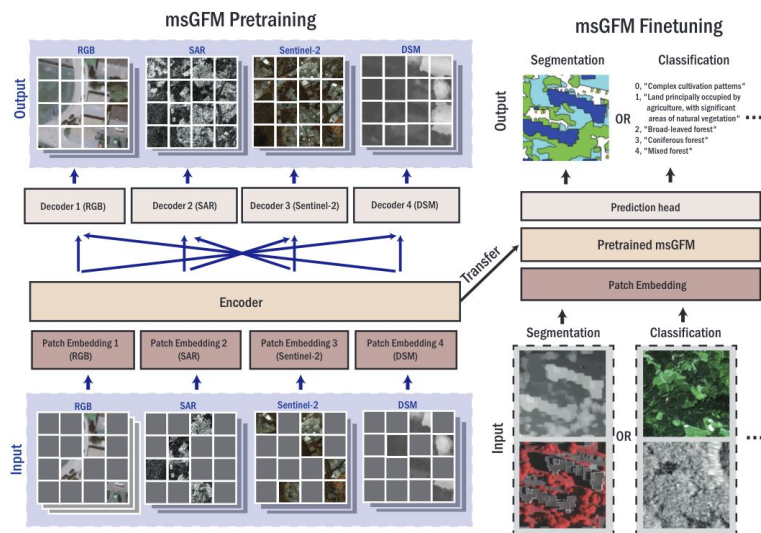 msGFM Pretraining
Output
RGB
SAR
Sentinel-2
DSM
Decoder 1 (RGB)
Decoder 2 (SAR)
Decoder 3 (Sentinel-2)
Decoder 4 (DSM)
Encoder
Transfer
Patch Embedding 1
(RGB)
Patch Embedding 2
(SAR)
Patch Embedding 3
(Sentinel-2)
Patch Embedding 4
(DSM)
Input
RGB
SAR
Sentinel-2
DSM
msGFM Finetuning
Output
Segmentation
OR
Classification
0, "Complex cultivation patterns"
1, "Land principally occupied by
agriculture, with significant
areas of natural vegetation"
2, "Broad-leaved forest"
3, "Coniferous forest"
4, "Mixed forest"
...
Prediction head
Pretrained msGFM
Patch Embedding
Input
Segmentation
OR
Classification
...